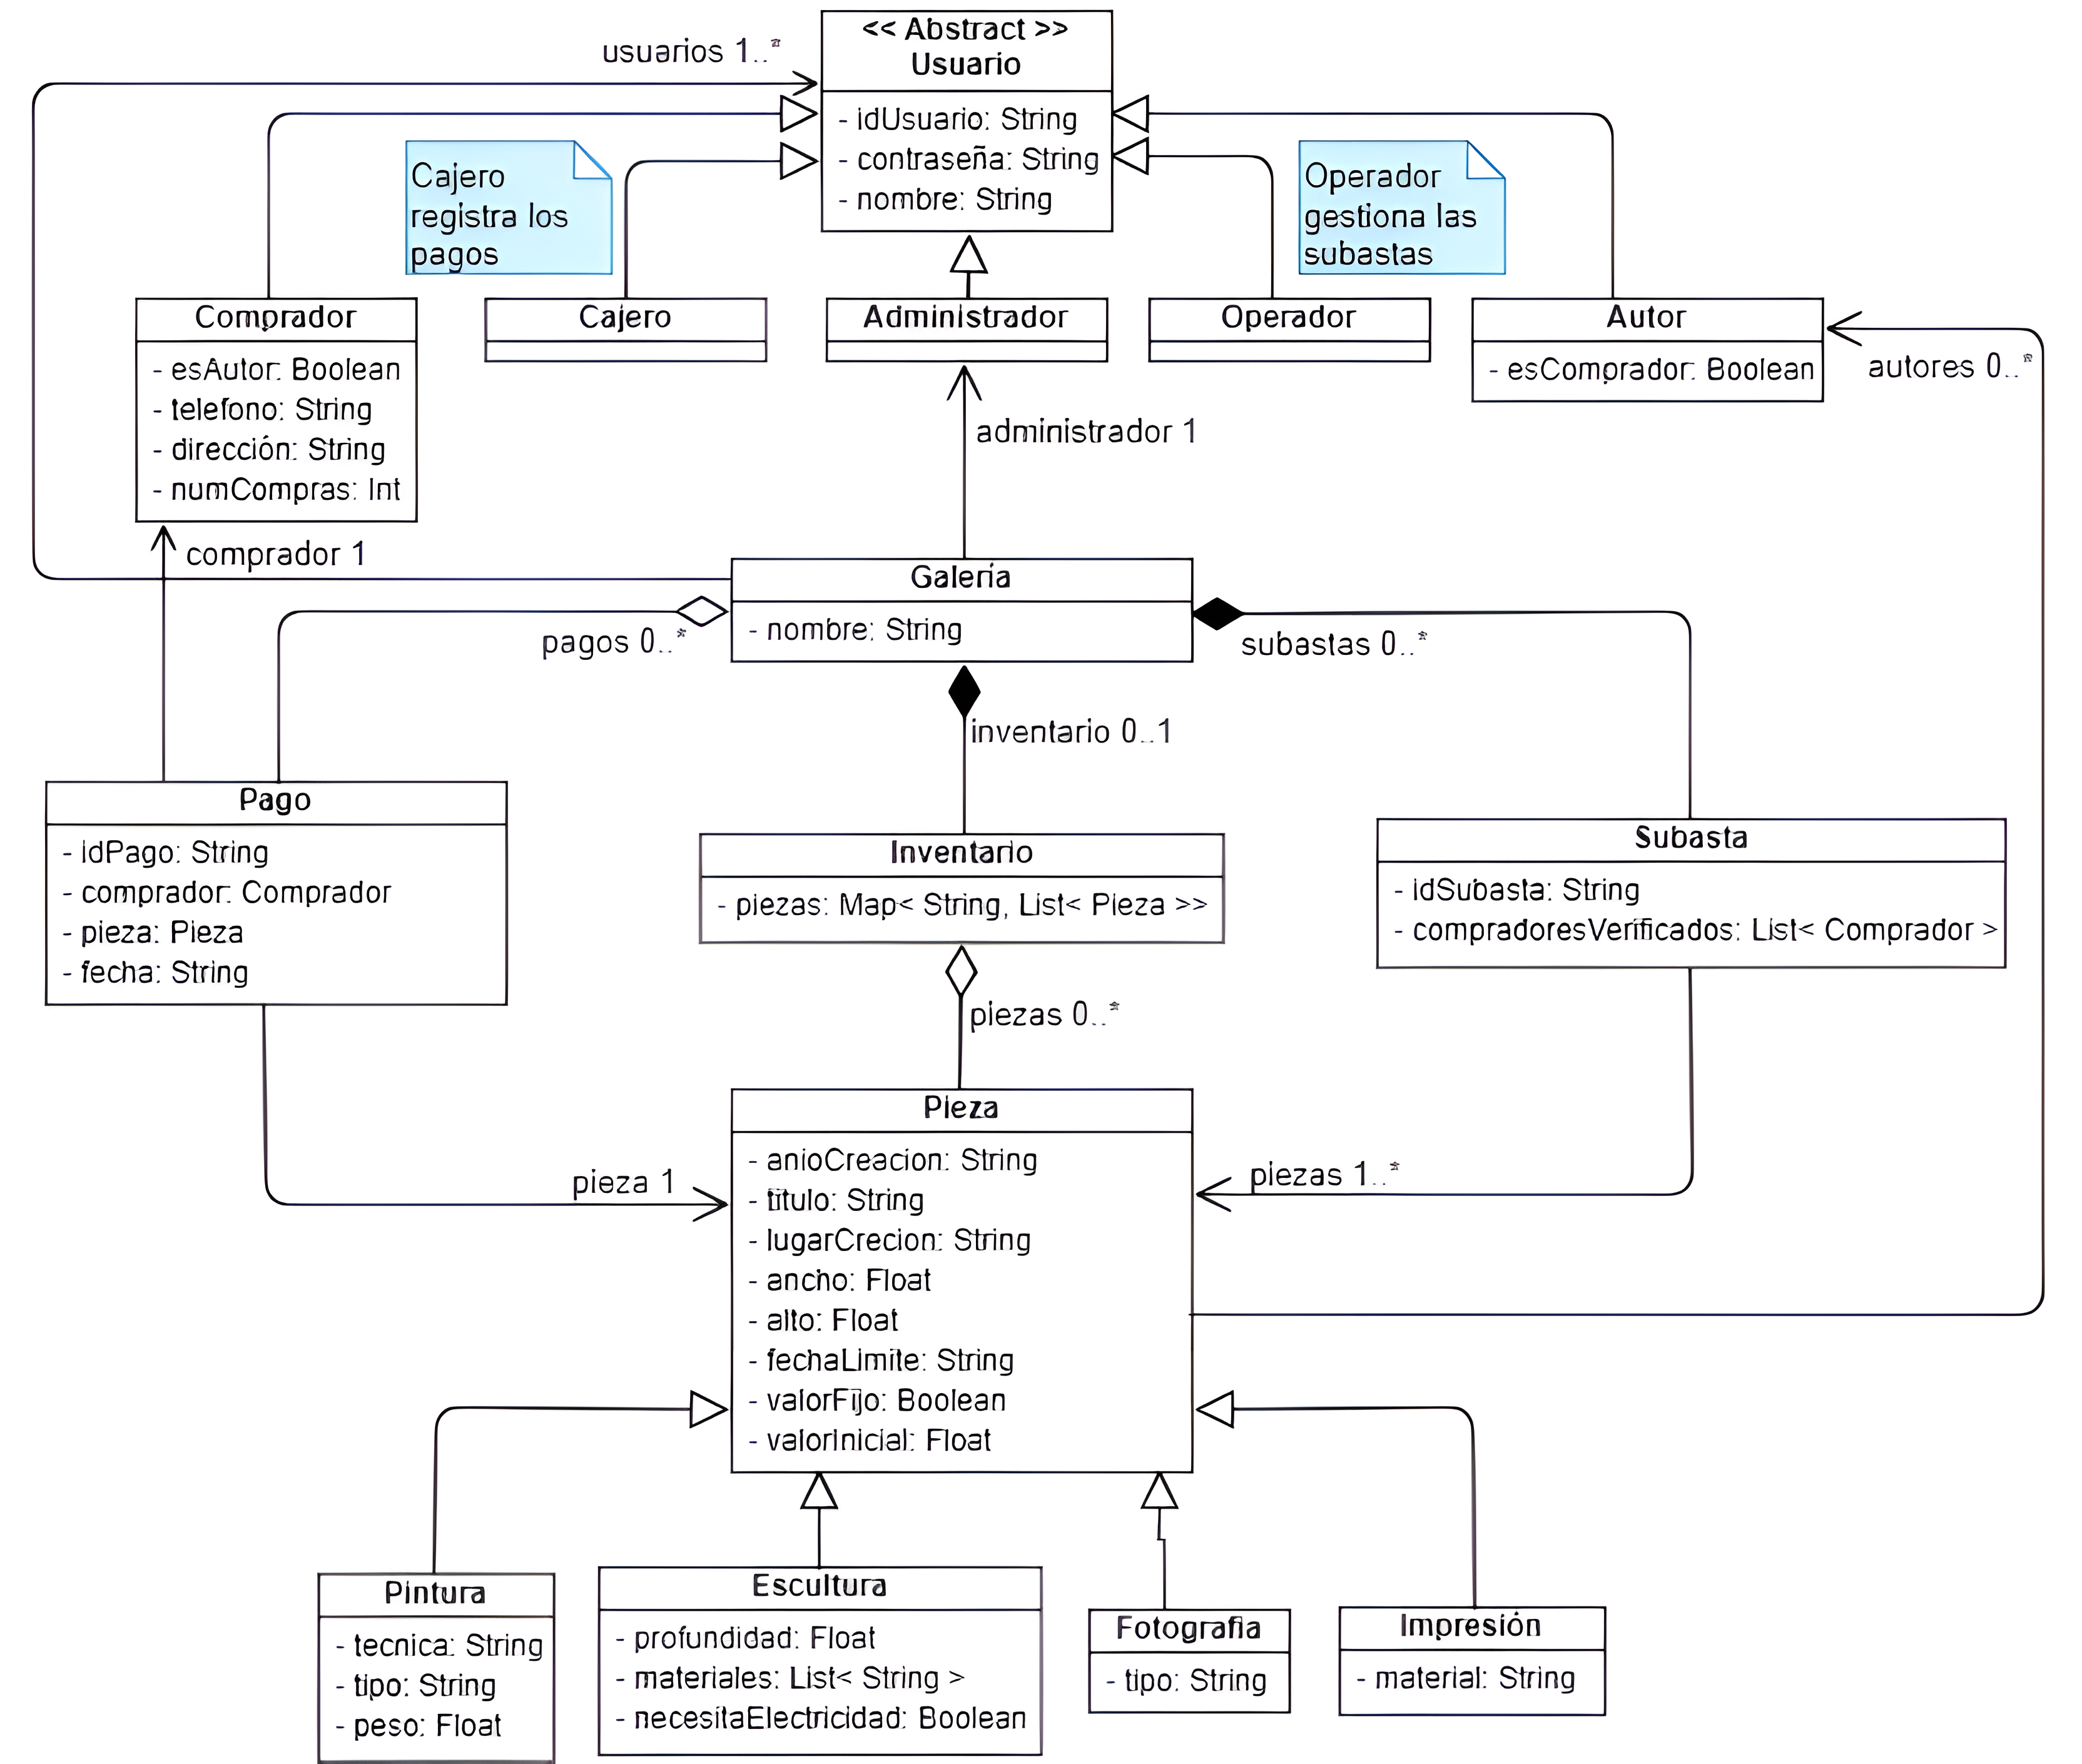 usuarios 1..*
<< Abstract >>
Usuario
- idUsuario: String
- contraseña: String
- nombre: String
Cajero
registra los
pagos
Operador
gestiona las
subastas
Comprador
- esAutor: Boolean
- telefono: String
- dirección: String
- numCompras: Int
Cajero
Administrador
Operador
Autor
- esComprador: Boolean
autores 0..*
administrador 1
comprador 1
Galería
- nombre: String
pagos 0..*
subastas 0..*
inventario 0..1
Pago
- idPago: String
- comprador: Comprador
- pieza: Pieza
- fecha: String
Inventario
- piezas: Map< String, List< Pieza >>
Subasta
- idSubasta: String
- compradoresVerificados: List< Comprador >
piezas 0..*
pieza 1
piezas 1..*
Pieza
- anioCreacion: String
- titulo: String
- lugarCrecion: String
- ancho: Float
- alto: Float
- fechaLimite: String
- valorFijo: Boolean
- valorInicial: Float
Pintura
- tecnica: String
- tipo: String
- peso: Float
Escultura
- profundidad: Float
- materiales: List< String >
- necesitaElectricidad: Boolean
Fotografia
- tipo: String
Impresión
- material: String